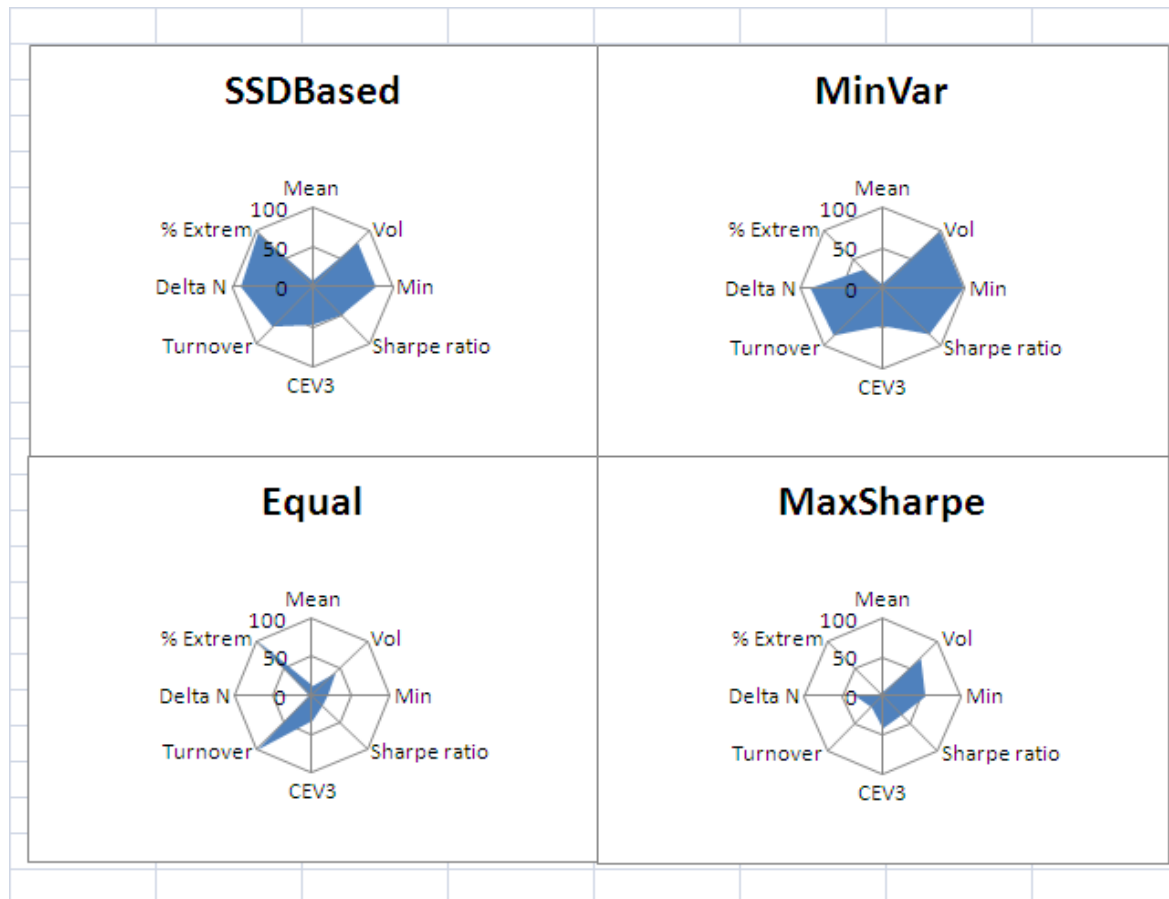 SSDBased
Mean
100
% Extrem
Vol
50
Delta N
0
Min
Turnover
Sharpe ratio
CEV3
MinVar
Mean
100
% Extrem
Vol
50
Delta N
0
Min
Turnover
Sharpe ratio
CEV3
Equal
Mean
100
% Extrem
Vol
50
Delta N
0
Min
Turnover
Sharpe ratio
CEV3
MaxSharpe
Mean
100
% Extrem
Vol
50
Delta N
0
Min
Turnover
Sharpe ratio
CEV3